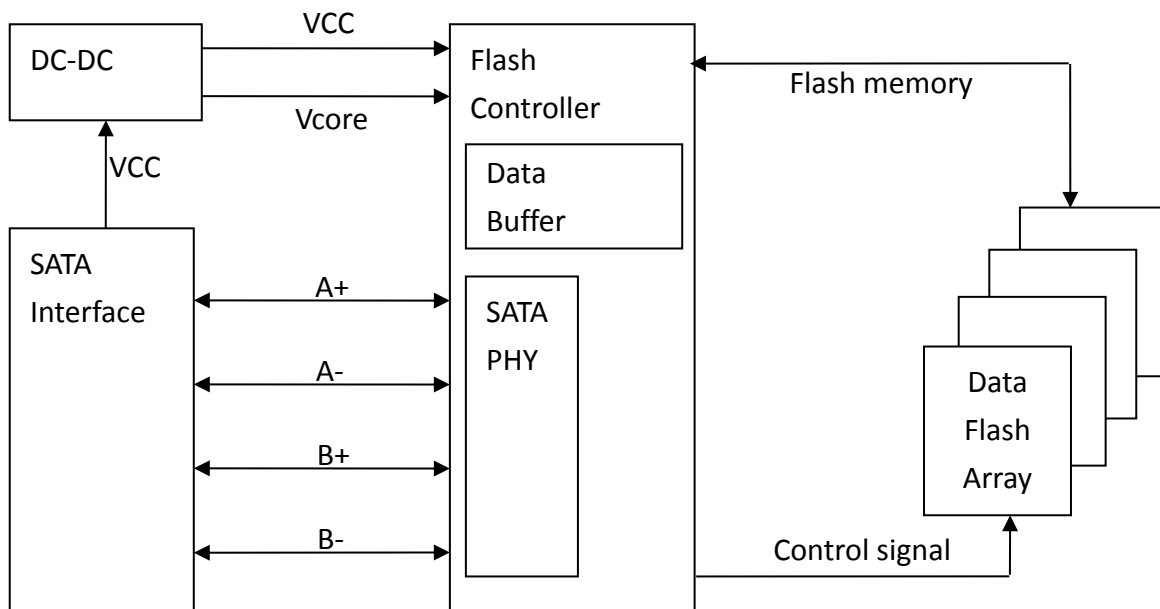 DC-DC
VCC
Vcore
VCC
SATA
Interface
A+
A-
B+
B-
Flash
Controller
Data
Buffer
SATA
PHY
Flash memory
Data
Flash
Array
Control signal